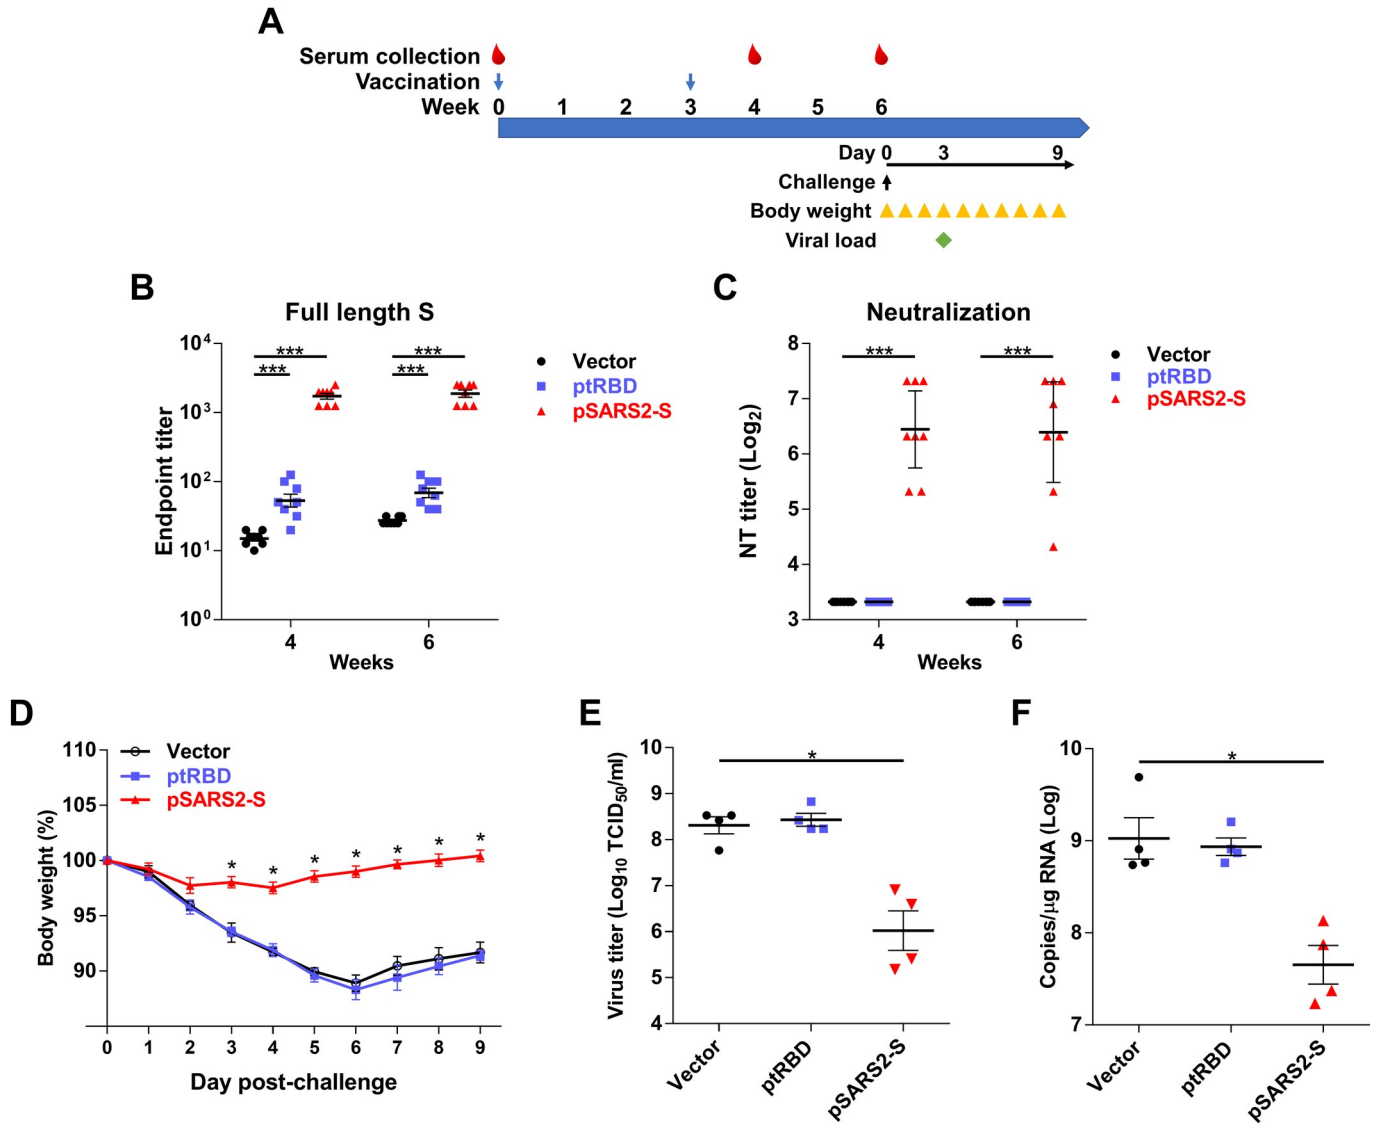 A
Serum collection
Vaccination
Week 0 1 2 3 4 5 6
Day 0 3 9
Challenge
Body weight
Viral load
B
Full length S
Endpoint titer
10⁴
10³
10²
10¹
10⁰
*** *** *** ***
4 6
Weeks
Vector
ptRBD
pSARS2-S
C
Neutralization
NT titer (Log₂)
8
7
6
5
4
3
*** ***
4 6
Weeks
Vector
ptRBD
pSARS2-S
D
Body weight (%)
110
105
100
95
90
Vector
ptRBD
pSARS2-S
* * * * * * *
0 1 2 3 4 5 6 7 8 9
Day post-challenge
E
Virus titer (Log₁₀ TCID₅₀/ml)
10
9
8
7
6
5
4
*
Vector ptRBD pSARS2-S
F
Copies/μg RNA (Log)
10
9
8
7
*
Vector ptRBD pSARS2-S